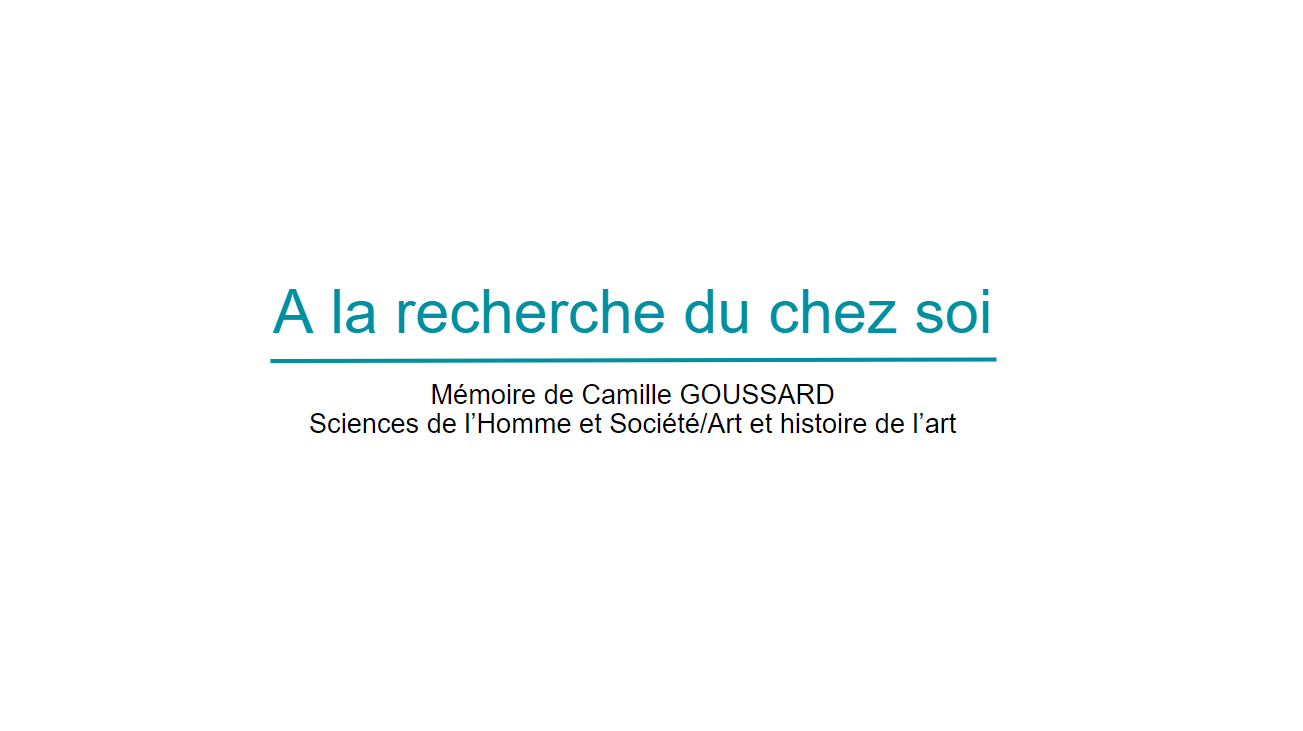 A la recherche du chez soi
Mémoire de Camille GOUSSARD
Sciences de l’Homme et Société/Art et histoire de l’art